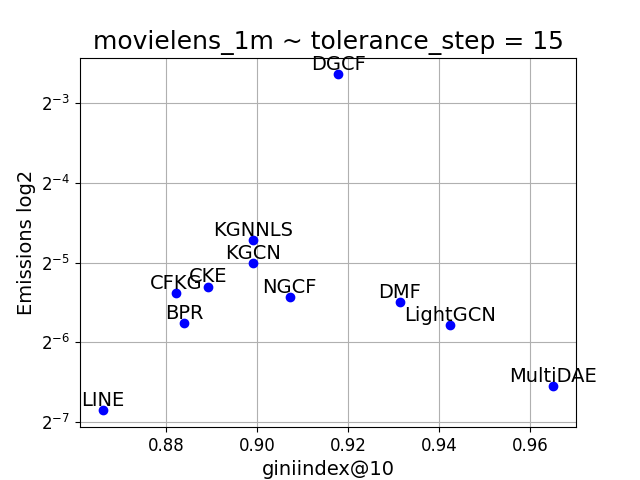 movielens_1m ~ tolerance_step = 15
DGCF
2⁻³
2⁻⁴
KGNNLS
KGCN
2⁻⁵
CFKG
CKE
NGCF
DMF
BPR
LightGCN
2⁻⁶
MultiDAE
LINE
2⁻⁷
Emissions log2
0.88 0.90 0.92 0.94 0.96
giniindex@10